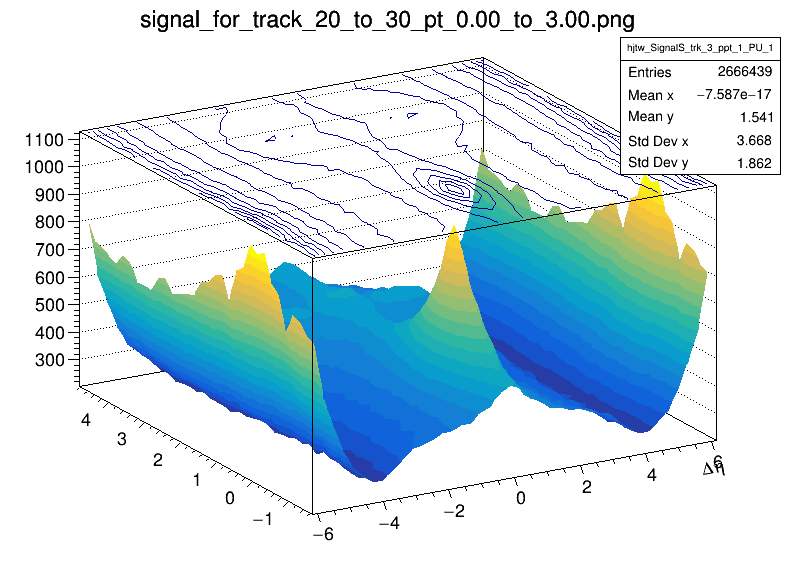 signal_for_track_20_to_30_pt_0.00_to_3.00.png
hjtw_SignalS_trk_3_ppt_1_PU_1
Entries 2666439
Mean x −7.587e−17
Mean y 1.541
Std Dev x 3.668
Std Dev y 1.862
1100
1000
900
800
700
600
500
400
300
4
3
2
1
0
−1
−6
−4
−2
0
2
4
6
Δη